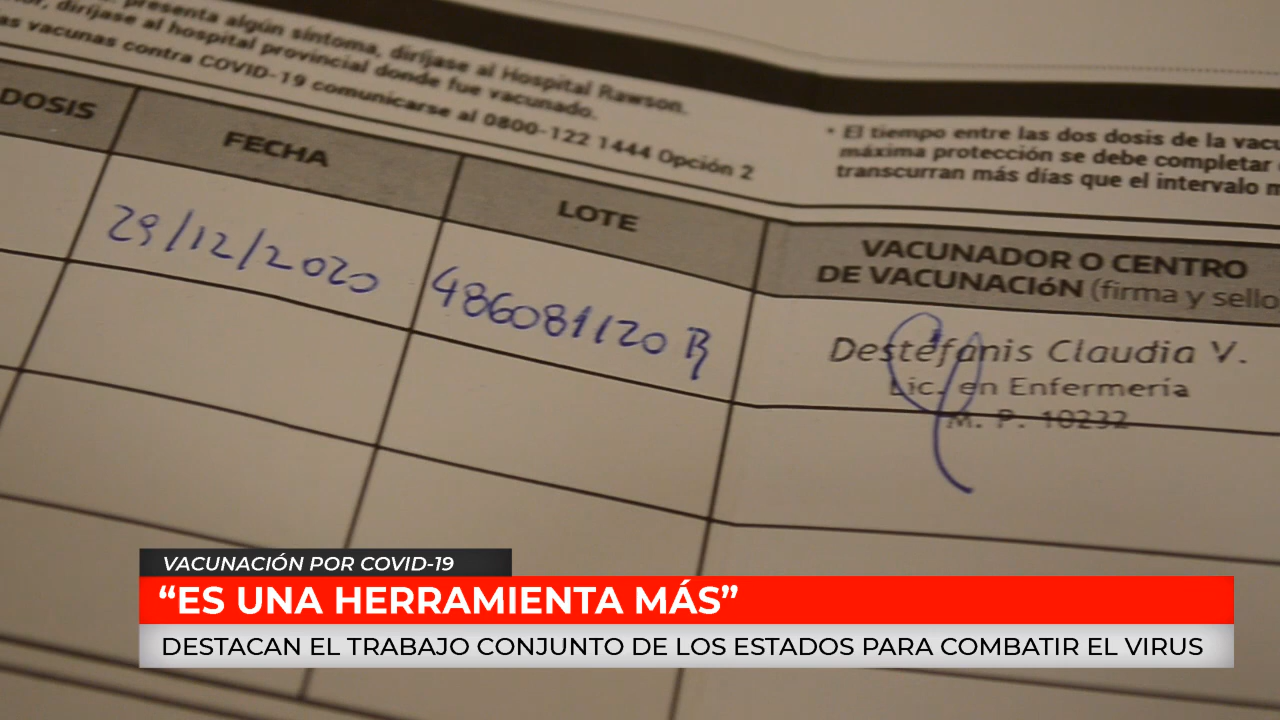 presenta algún síntoma, diríjase al Hospital Rawson.
diríjase al hospital provincial donde fue vacunado.
as vacunas contra COVID-19 comunicarse al 0800-122 1444 Opción 2
* El tiempo entre las dos dosis de la vacu
máxima protección se debe completar
transcurran más días que el intervalo m
DOSIS
FECHA
LOTE
VACUNADOR O CENTRO
DE VACUNACIóN (firma y sello
29/12/2020
486081120 R
Destefanis Claudia V.
Lic. en Enfermería
M. P. 10232
VACUNACIÓN POR COVID-19
“ES UNA HERRAMIENTA MÁS”
DESTACAN EL TRABAJO CONJUNTO DE LOS ESTADOS PARA COMBATIR EL VIRUS